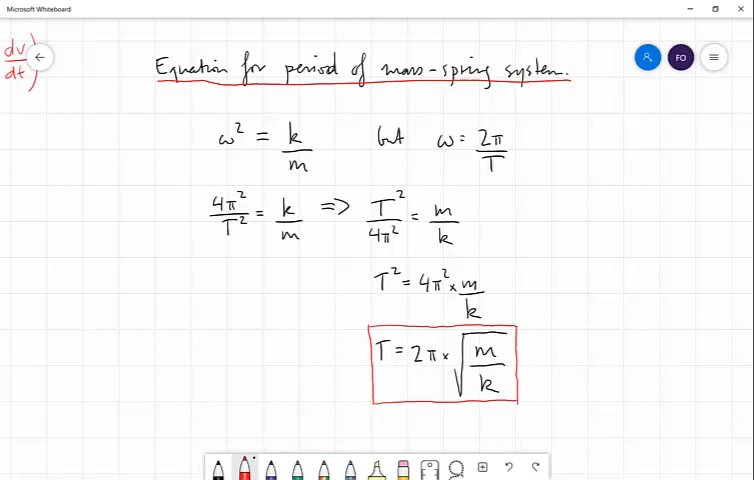 Microsoft Whiteboard
dv/dt)
FO
Equation for period of mass-spring system.
ω² = k/m but ω = 2π/T
4π²/T² = k/m => T²/4π² = m/k
T² = 4π² × m/k
T = 2π × √(m/k)